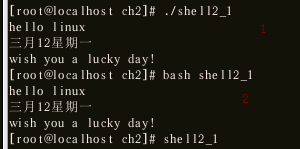 [root@localhost ch2]# ./shell2_1
hello linux
三月12星期一
wish you a lucky day!
[root@localhost ch2]# bash shell2_1
hello linux
三月12星期一
wish you a lucky day!
[root@localhost ch2]# shell2_1
1
2